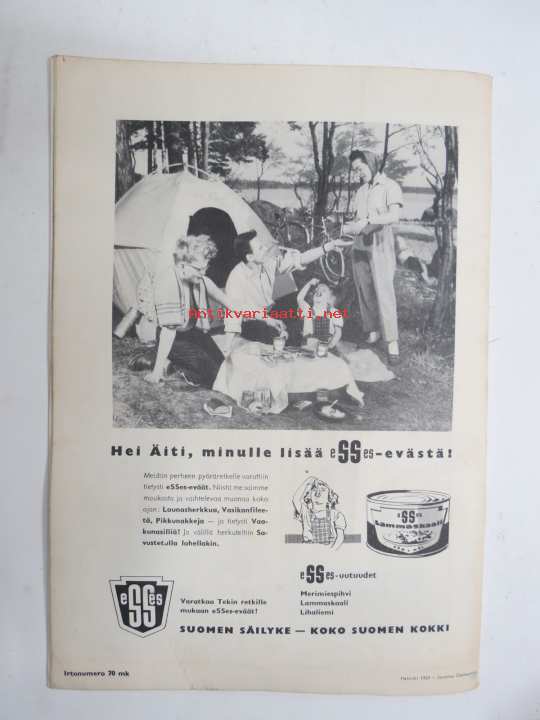 Antikvariaatti.net
Hei Äiti, minulle lisää eSSes-evästä!
Meidän perheen pyöräretkelle varattiin
tietysti eSSes-eväät. Niistä me saimme
maukasta ja vaihtelevaa muonaa koko
ajan: Lounasherkkua, Vasikanfilee-
tä, Pikkunakkeja — ja tietysti Vaa-
kunasilliä! Ja välillä herkuteltiin Sa-
vustetulla lohellakin.
eSSes
Lammaskaali
eSSes
Varatkaa Tekin retkille
mukaan eSSes-eväät!
eSSes-uutuudet
Merimiespihvi
Lammaskaali
Lihaliemi
SUOMEN SÄILYKE — KOKO SUOMEN KOKKI
Irtonumero 70 mk
Helsinki